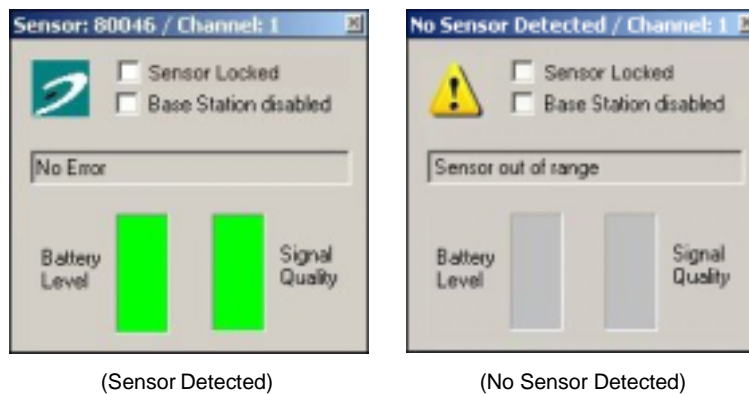 Sensor: 80046 / Channel: 1
Sensor Locked
Base Station disabled
No Error
Battery
Level
Signal
Quality
(Sensor Detected)
No Sensor Detected / Channel: 1
Sensor Locked
Base Station disabled
Sensor out of range
Battery
Level
Signal
Quality
(No Sensor Detected)